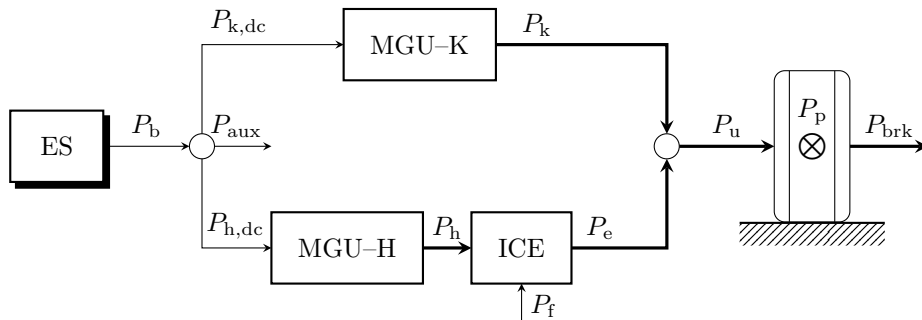 P_k,dc
MGU–K
P_k
ES
P_b
P_aux
P_u
P_p
P_brk
P_h,dc
MGU–H
P_h
ICE
P_e
P_f